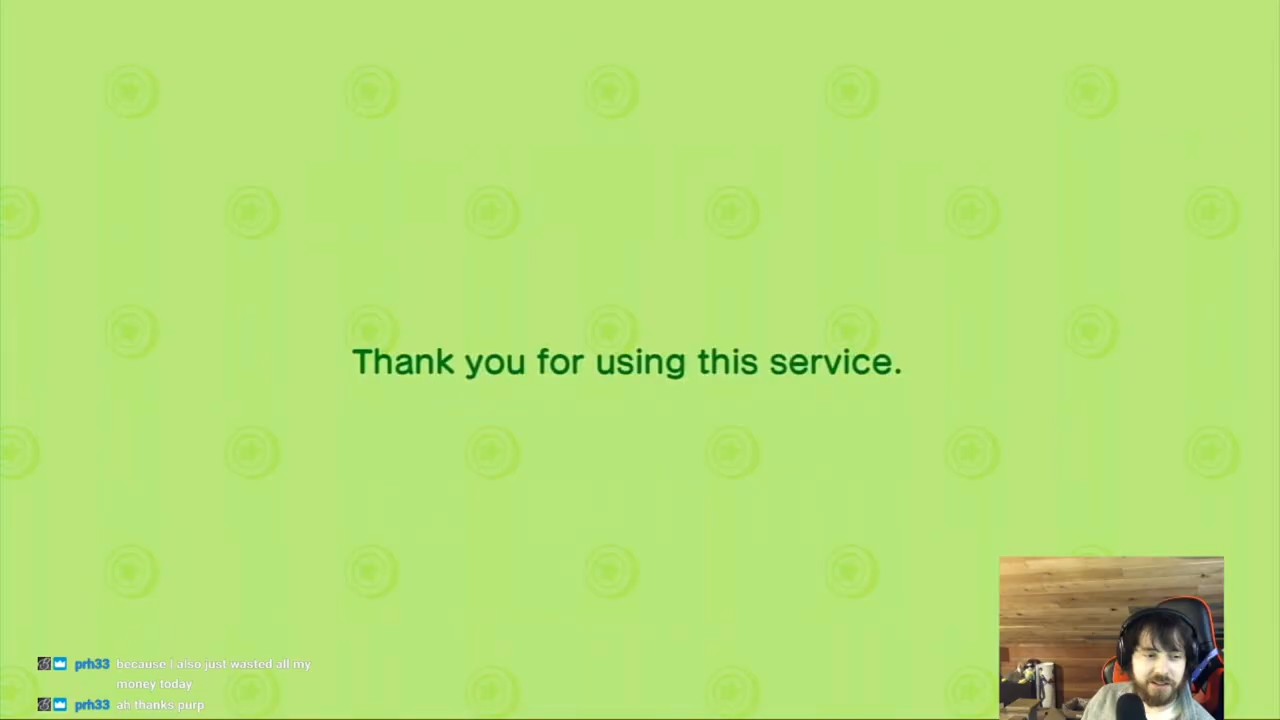 Thank you for using this service.
prh33 because I also just wasted all my
money today
prh33 ah thanks purp